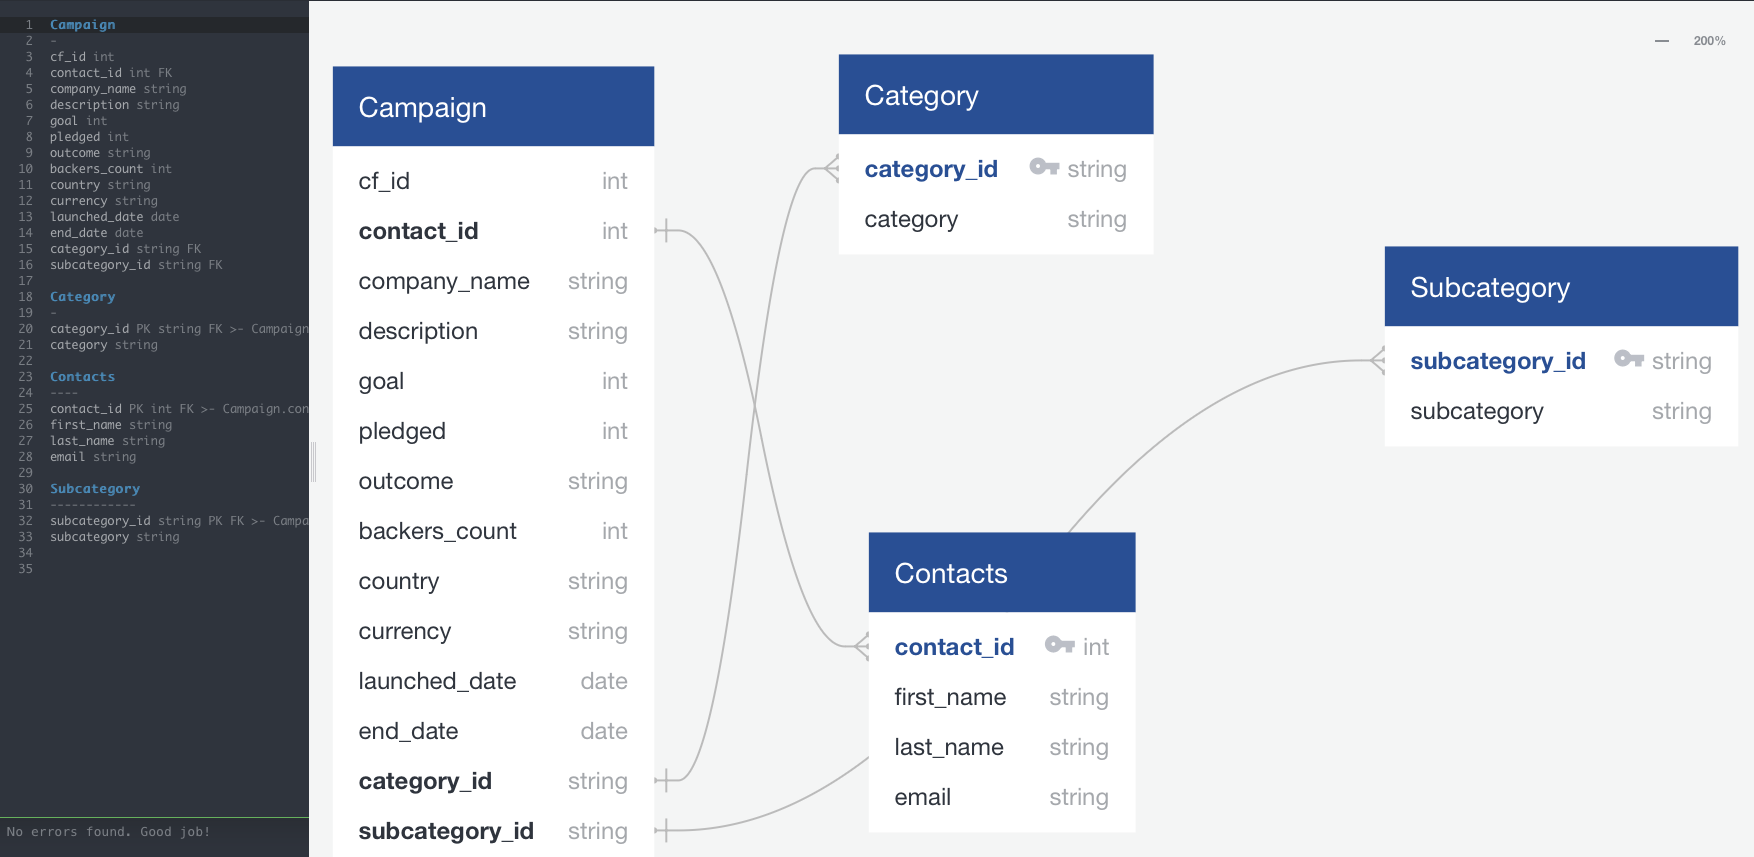 1 Campaign
2 -
3 cf_id int
4 contact_id int FK
5 company_name string
6 description string
7 goal int
8 pledged int
9 outcome string
10 backers_count int
11 country string
12 currency string
13 launched_date date
14 end_date date
15 category_id string FK
16 subcategory_id string FK
17
18 Category
19 -
20 category_id PK string FK >- Campaign
21 category string
22
23 Contacts
24 ----
25 contact_id PK int FK >- Campaign.con
26 first_name string
27 last_name string
28 email string
29
30 Subcategory
31 ------------
32 subcategory_id string PK FK >- Campa
33 subcategory string
34
35
No errors found. Good job!
200%
Campaign
cf_id int
contact_id int
company_name string
description string
goal int
pledged int
outcome string
backers_count int
country string
currency string
launched_date date
end_date date
category_id string
subcategory_id string
Category
category_id string
category string
Contacts
contact_id int
first_name string
last_name string
email string
Subcategory
subcategory_id string
subcategory string